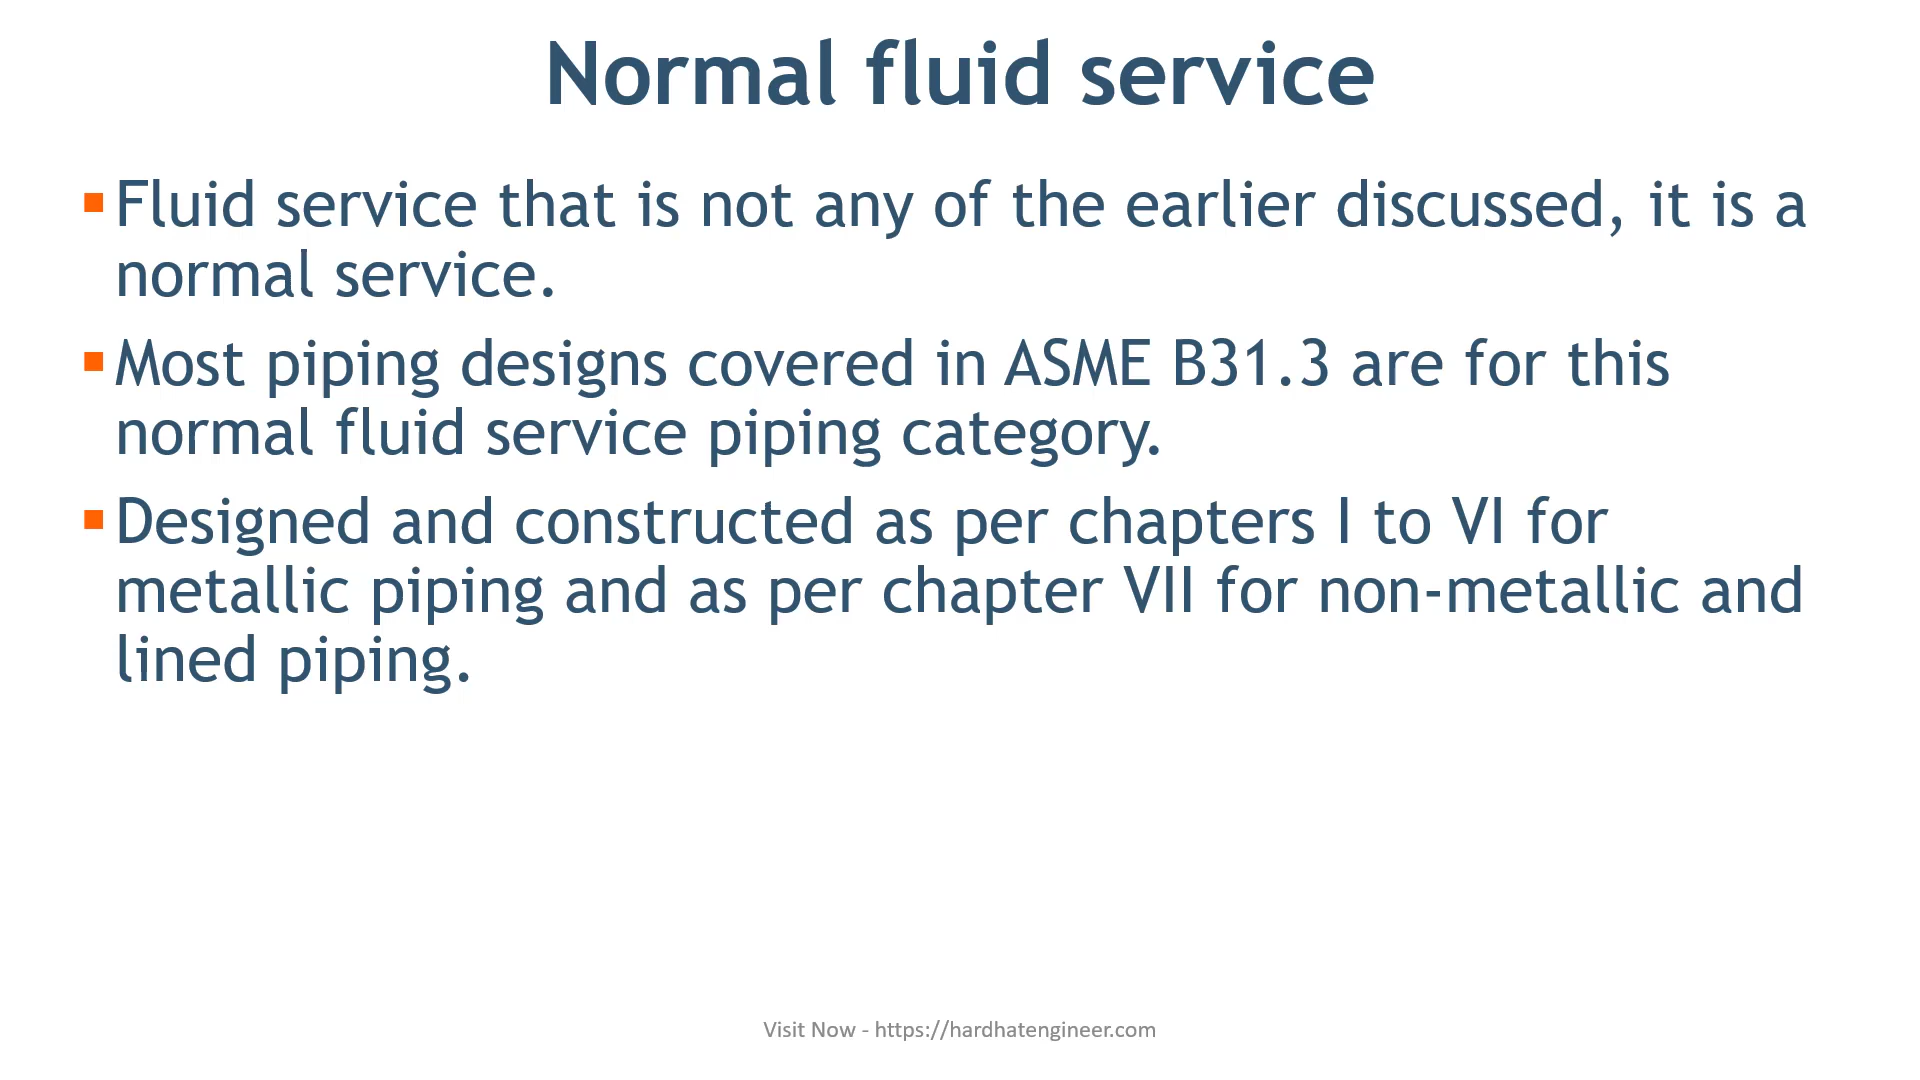 Normal fluid service
Fluid service that is not any of the earlier discussed, it is a
normal service.
Most piping designs covered in ASME B31.3 are for this
normal fluid service piping category.
Designed and constructed as per chapters I to VI for
metallic piping and as per chapter VII for non-metallic and
lined piping.
Visit Now - https://hardhatengineer.com